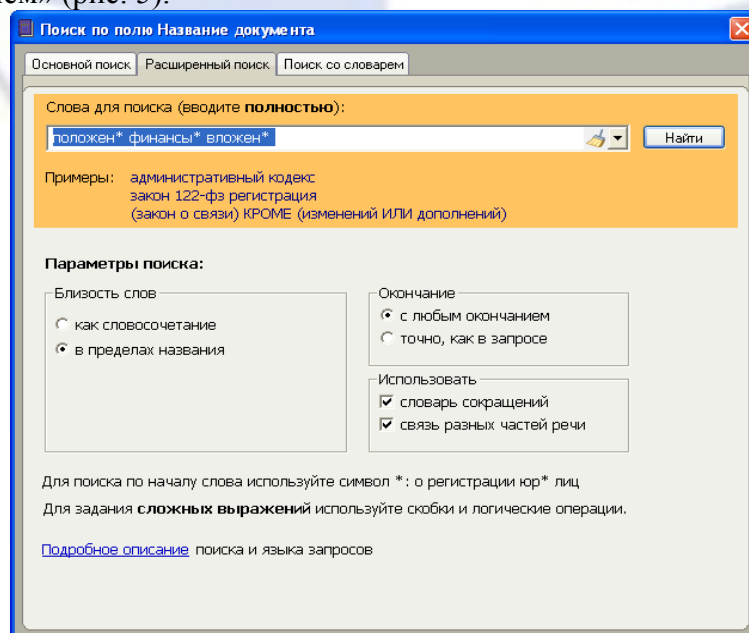 ем» (рис. 3).
Поиск по полю Название документа
Основной поиск Расширенный поиск Поиск со словарем
Слова для поиска (вводите полностью):
положен* финансы* вложен* Найти
Примеры: административный кодекс
закон 122-фз регистрация
(закон о связи) КРОМЕ (изменений ИЛИ дополнений)
Параметры поиска:
Близость слов
как словосочетание
в пределах названия
Окончание
с любым окончанием
точно, как в запросе
Использовать
словарь сокращений
связь разных частей речи
Для поиска по началу слова используйте символ *: о регистрации юр* лиц
Для задания сложных выражений используйте скобки и логические операции.
Подробное описание поиска и языка запросов